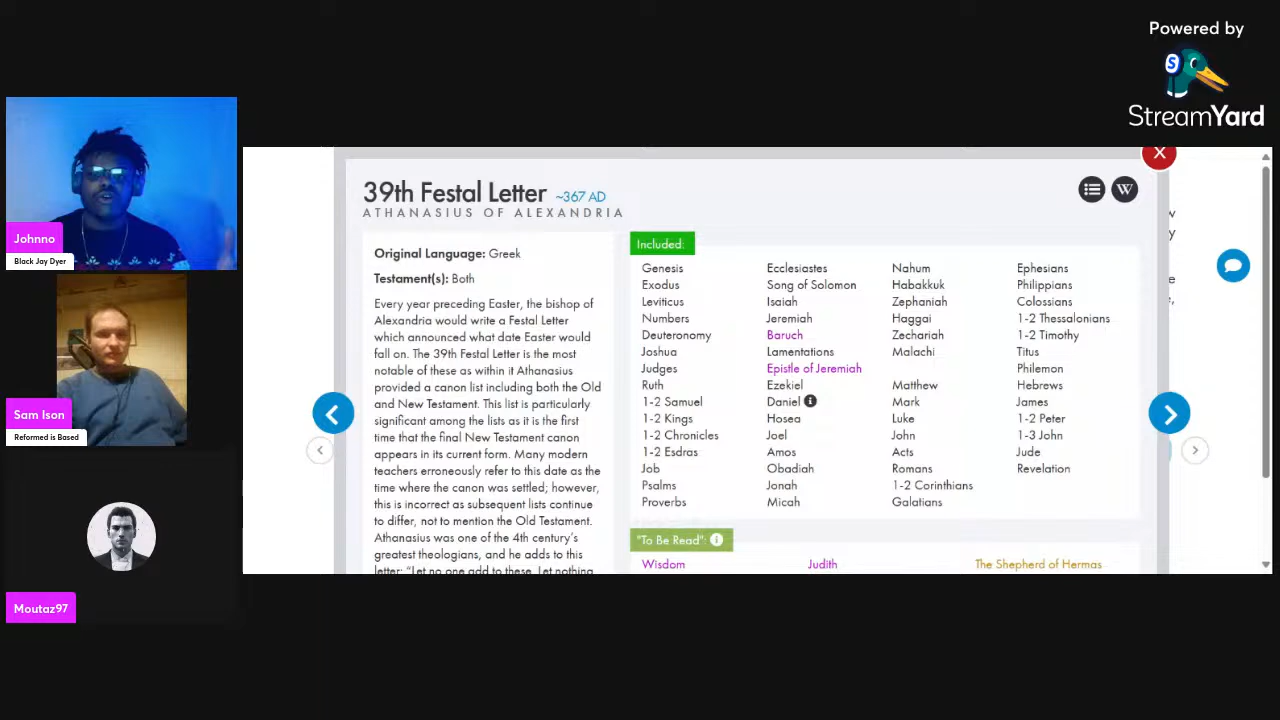 Powered by
S
StreamYard
Johnno
Black Jay Dyer
Sam Ison
Reformed is Based
Moutaz97
39th Festal Letter ~367 AD
ATHANASIUS OF ALEXANDRIA
W
Original Language: Greek
Testament(s): Both
Every year preceding Easter, the bishop of
Alexandria would write a Festal Letter
which announced what date Easter would
fall on. The 39th Festal Letter is the most
notable of these as within it Athanasius
provided a canon list including both the Old
and New Testament. This list is particularly
significant among the lists as it is the first
time that the final New Testament canon
appears in its current form. Many modern
teachers erroneously refer to this date as the
time where the canon was settled; however,
this is incorrect as subsequent lists continue
to differ, not to mention the Old Testament.
Athanasius was one of the 4th century's
greatest theologians, and he adds to this
letter: "Let no one add to these. Let nothing
Included:
Genesis
Exodus
Leviticus
Numbers
Deuteronomy
Joshua
Judges
Ruth
1-2 Samuel
1-2 Kings
1-2 Chronicles
1-2 Esdras
Job
Psalms
Proverbs
Ecclesiastes
Song of Solomon
Isaiah
Jeremiah
Baruch
Lamentations
Epistle of Jeremiah
Ezekiel
Daniel
Hosea
Joel
Amos
Obadiah
Jonah
Micah
Nahum
Habakkuk
Zephaniah
Haggai
Zechariah
Malachi
Matthew
Mark
Luke
John
Acts
Romans
1-2 Corinthians
Galatians
Ephesians
Philippians
Colossians
1-2 Thessalonians
1-2 Timothy
Titus
Philemon
Hebrews
James
1-2 Peter
1-3 John
Jude
Revelation
"To Be Read":
Wisdom
Judith
The Shepherd of Hermas